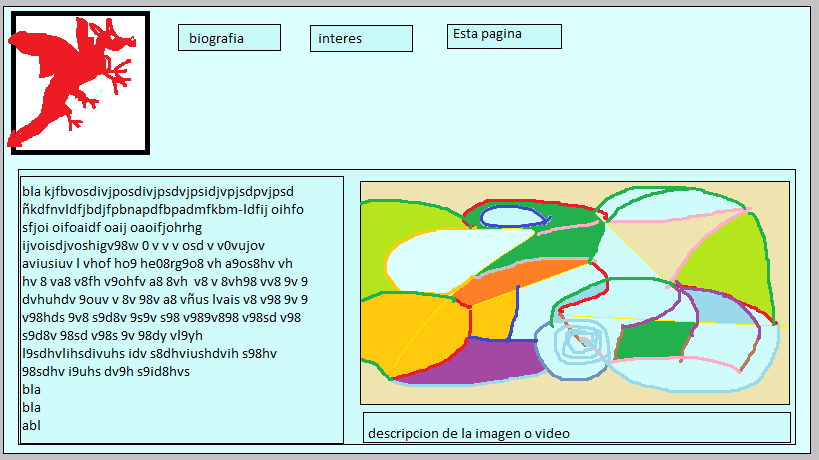 biografia
interes
Esta pagina
bla kjfbvosdivjposdivjpsdvjpsidjvpjsdpvjpsd
ñkdfnvldfjbdjfpbnapdfbpadmfkbm-ldfij oihfo
sfjoi oifoaidf oaij oaoifjohrhg
ijvoisdjvoshigv98w 0 v v v osd v v0vujov
aviusiuv l vhof ho9 he08rg9o8 vh a9os8hv vh
hv 8 va8 v8fh v9ohfv a8 8vh v8 v 8vh98 vv8 9v 9
dvhuhdv 9ouv v 8v 98v a8 vñus lvais v8 v98 9v 9
v98hds 9v8 s9d8v 9s9v s98 v989v898 v98sd v98
s9d8v 98sd v98s 9v 98dy vl9yh
l9sdhvlihsdivuhs idv s8dhviushdvih s98hv
98sdhv i9uhs dv9h s9id8hvs
bla
bla
abl
descripcion de la imagen o video